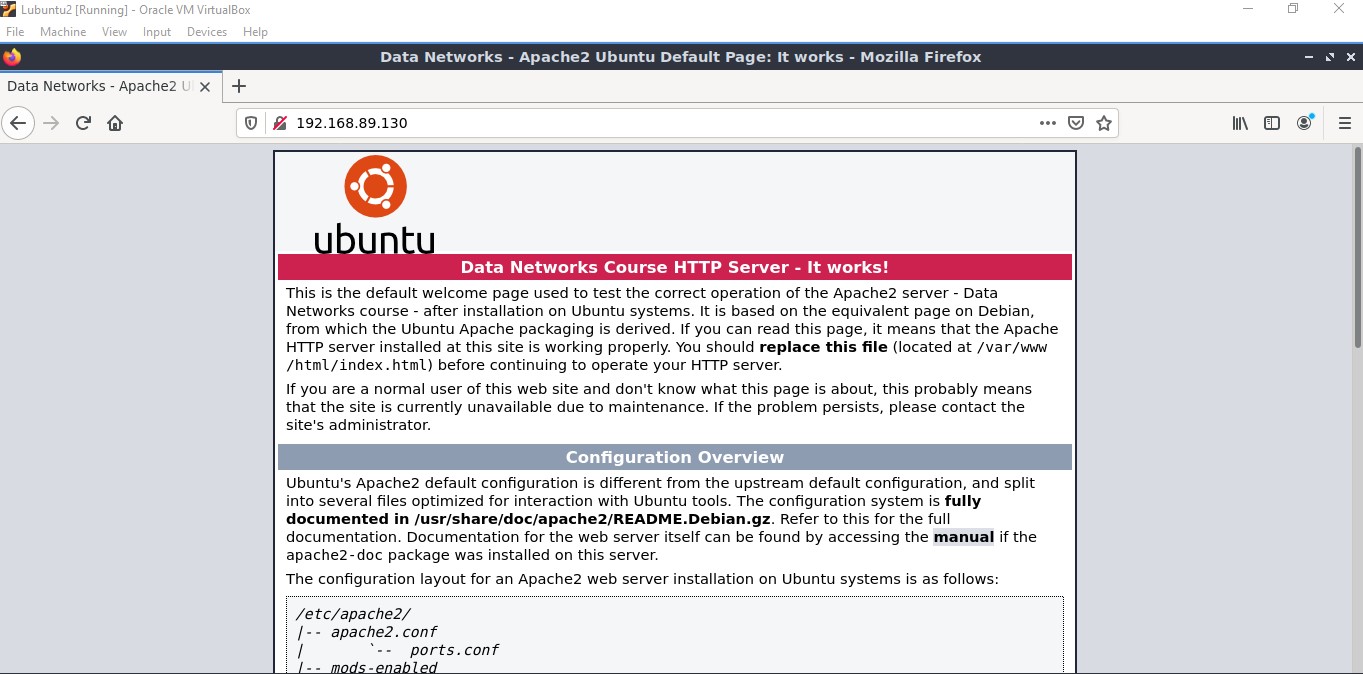 Lubuntu2 [Running] - Oracle VM VirtualBox
File Machine View Input Devices Help
Data Networks - Apache2 Ubuntu Default Page: It works - Mozilla Firefox
Data Networks - Apache2 U
192.168.89.130
ubuntu
Data Networks Course HTTP Server - It works!
This is the default welcome page used to test the correct operation of the Apache2 server - Data
Networks course - after installation on Ubuntu systems. It is based on the equivalent page on Debian,
from which the Ubuntu Apache packaging is derived. If you can read this page, it means that the Apache
HTTP server installed at this site is working properly. You should replace this file (located at /var/www
/html/index.html) before continuing to operate your HTTP server.
If you are a normal user of this web site and don't know what this page is about, this probably means
that the site is currently unavailable due to maintenance. If the problem persists, please contact the
site's administrator.
Configuration Overview
Ubuntu's Apache2 default configuration is different from the upstream default configuration, and split
into several files optimized for interaction with Ubuntu tools. The configuration system is fully
documented in /usr/share/doc/apache2/README.Debian.gz. Refer to this for the full
documentation. Documentation for the web server itself can be found by accessing the manual if the
apache2-doc package was installed on this server.
The configuration layout for an Apache2 web server installation on Ubuntu systems is as follows:
/etc/apache2/
|-- apache2.conf
|       `--  ports.conf
|-- mods-enabled